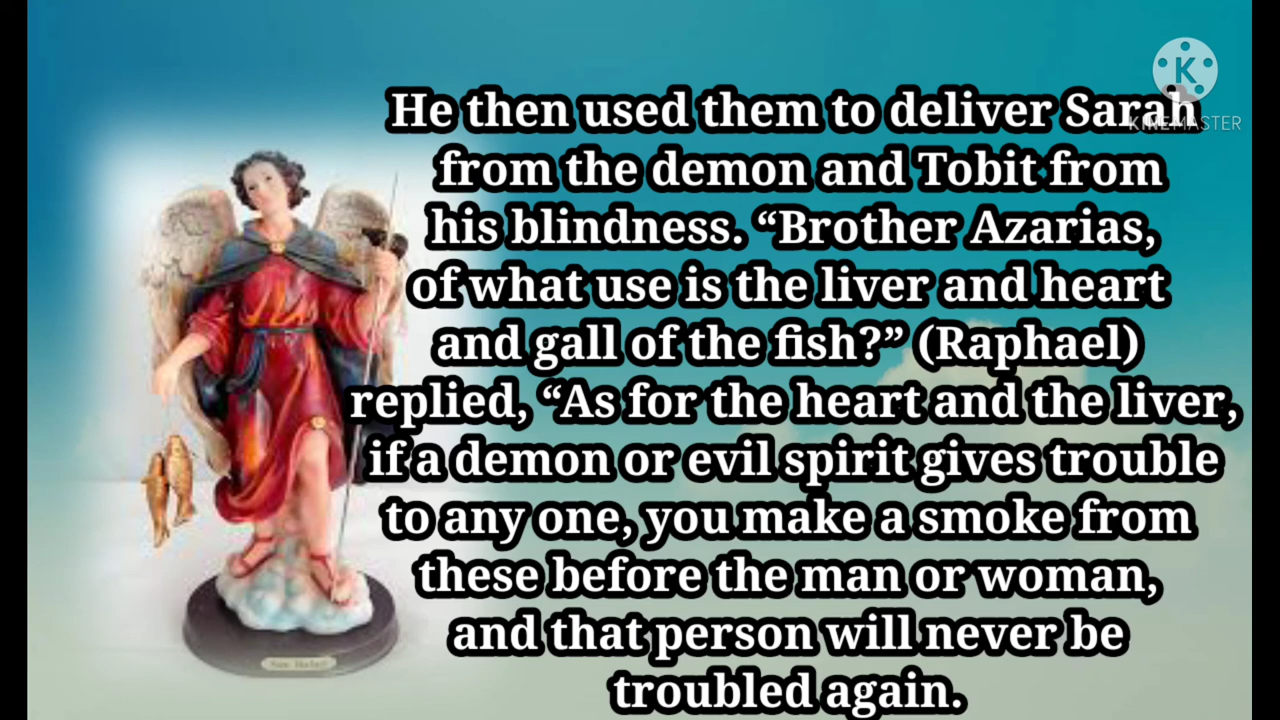 K
KINEMASTER
He then used them to deliver Sarah
from the demon and Tobit from
his blindness. “Brother Azarias,
of what use is the liver and heart
and gall of the fish?” (Raphael)
replied, “As for the heart and the liver,
if a demon or evil spirit gives trouble
to any one, you make a smoke from
these before the man or woman,
and that person will never be
troubled again.